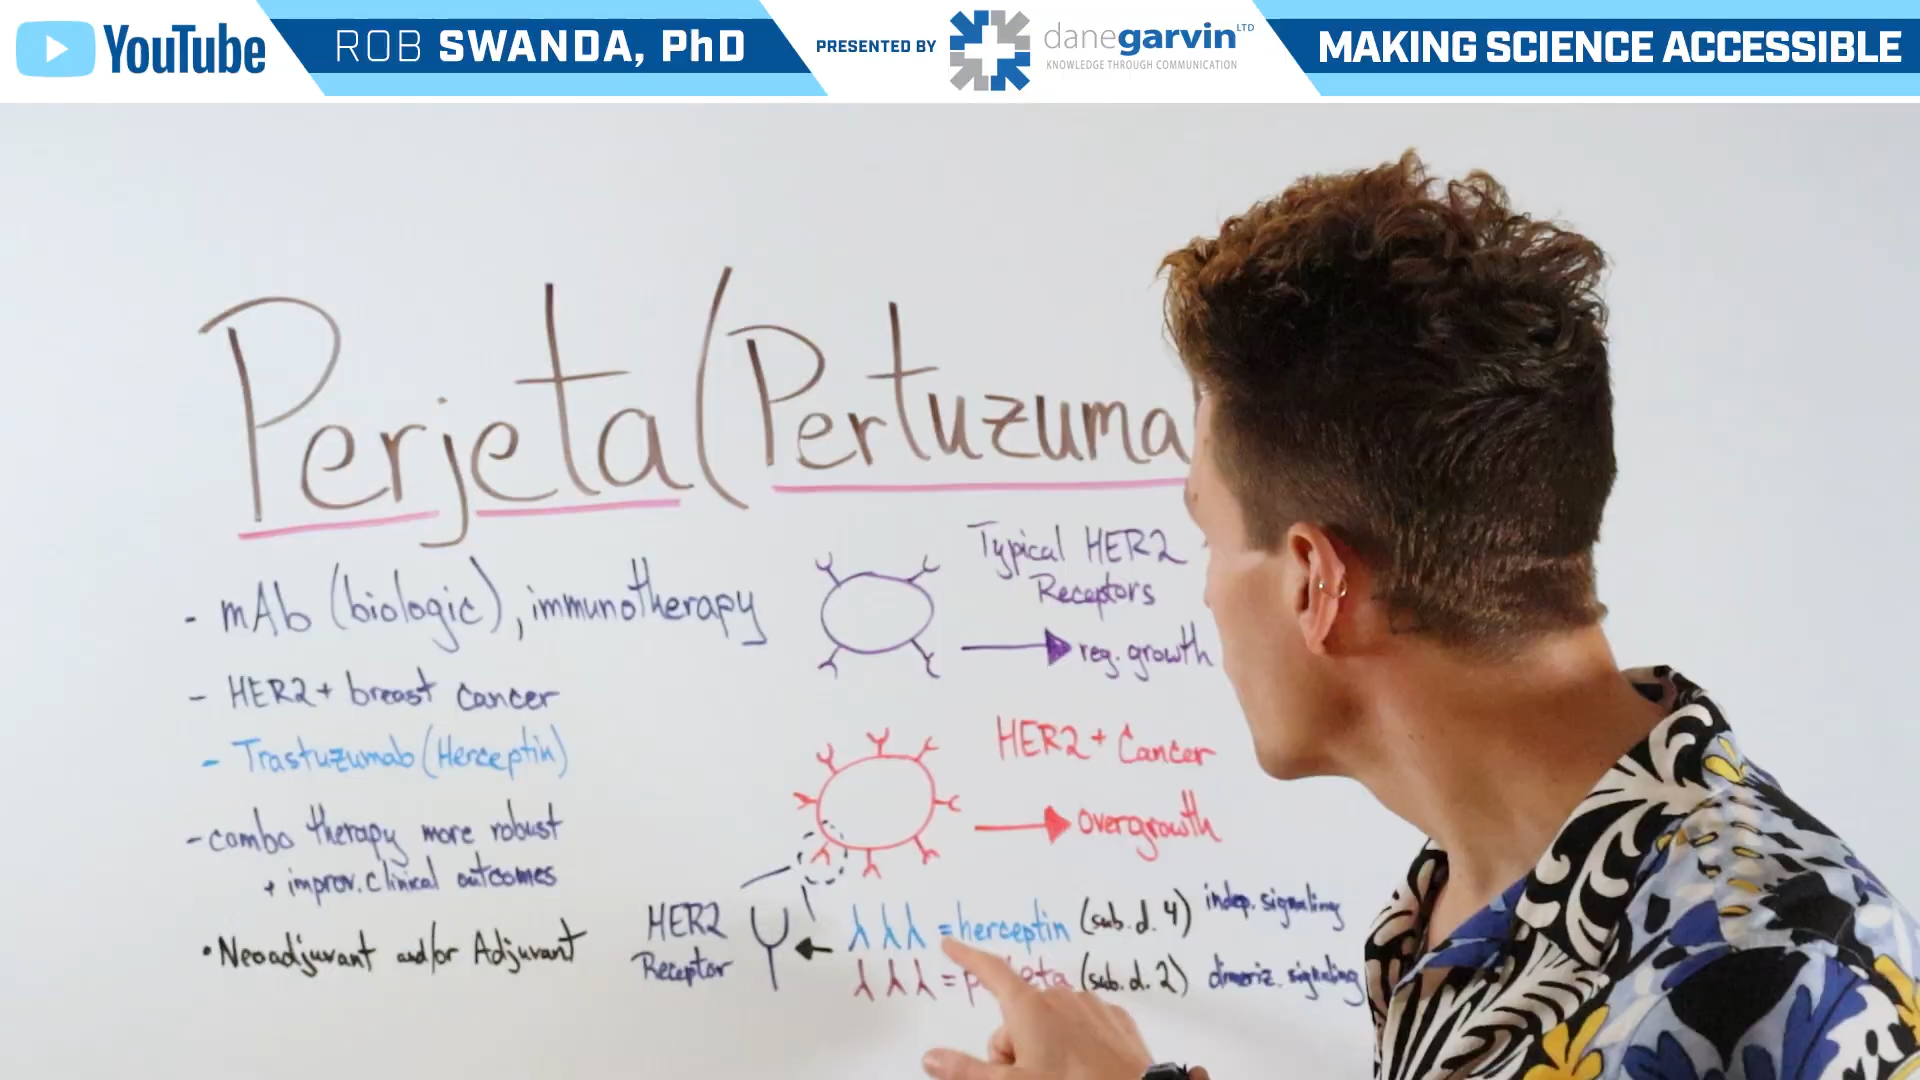 YouTube
ROB SWANDA, PhD
PRESENTED BY
danegarvin LTD
KNOWLEDGE THROUGH COMMUNICATION
MAKING SCIENCE ACCESSIBLE
Perjeta (Pertuzuma
- mAb (biologic), immunotherapy
- HER2+ breast cancer
- Trastuzumab (Herceptin)
- combo therapy more robust
+ improv. clinical outcomes
• Neoadjuvant and/or Adjuvant
Typical HER2
Receptors
reg. growth
HER2+ Cancer
overgrowth
HER2
Receptor
= herceptin (sub. d. 4) indep. signaling
= p eta (sub. d. 2) dimeriz. signaling